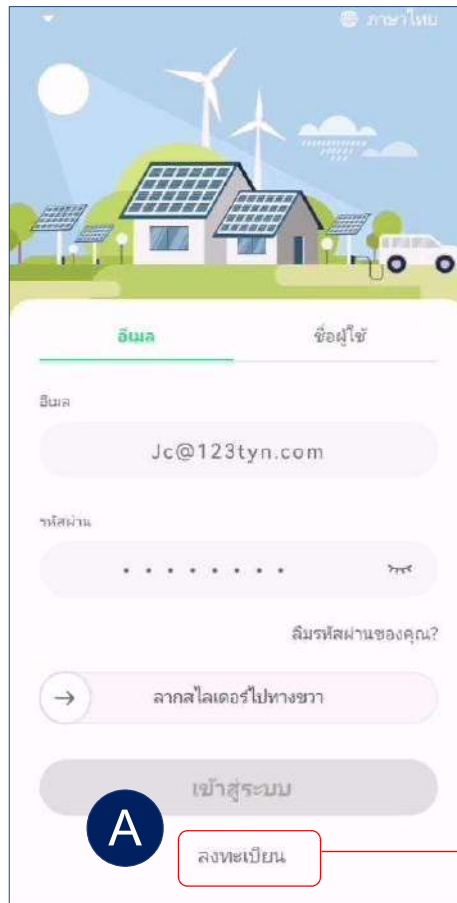 ภาษาไทย
อีเมล ชื่อผู้ใช้
อีเมล
Jc@123tyn.com
รหัสผ่าน
ลืมรหัสผ่านของคุณ?
ลากสไลเดอร์ไปทางขวา
เข้าสู่ระบบ
A
ลงทะเบียน